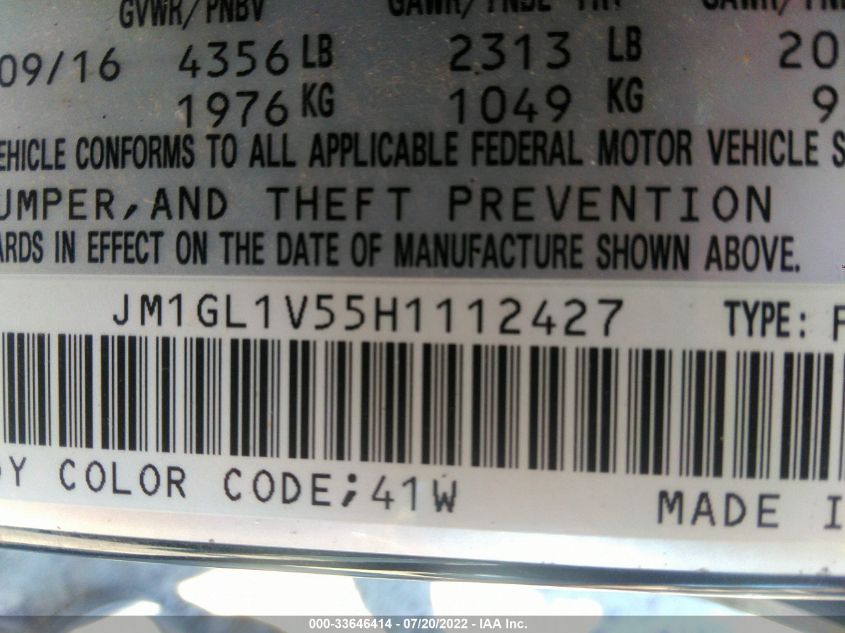 GVWR/PNBV
09/16 4356 LB 2313 LB 20
1976 KG 1049 KG 9
VEHICLE CONFORMS TO ALL APPLICABLE FEDERAL MOTOR VEHICLE S
UMPER,AND THEFT PREVENTION
ARDS IN EFFECT ON THE DATE OF MANUFACTURE SHOWN ABOVE.
JM1GL1V55H1112427 TYPE:
DY COLOR CODE;41W
MADE I
000-33646414 - 07/20/2022 - IAA Inc.